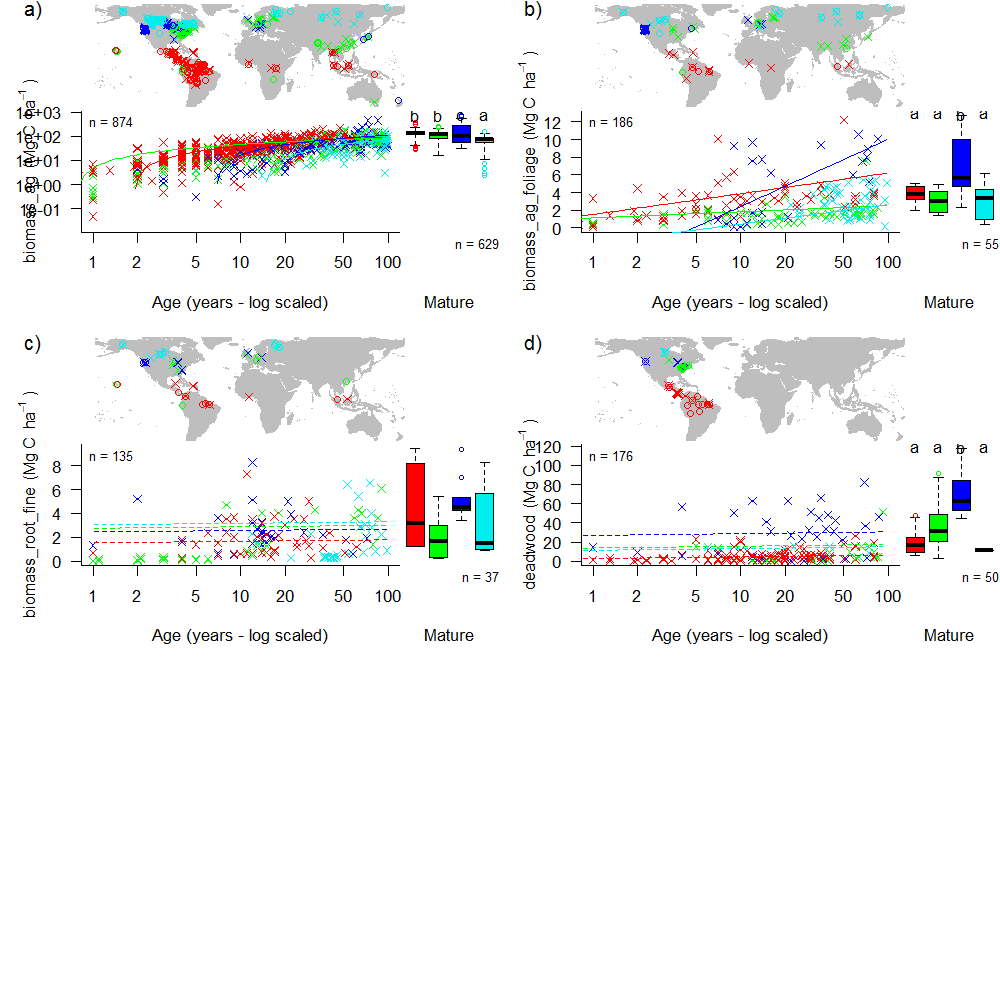 a)
biomass_ag (Mg C ha⁻¹)
1e+03
1e+02
1e+01
1e+00
1e-01
n = 874
b b a a
n = 629
1 2 5 10 20 50 100
Age (years - log scaled)
Mature
b)
biomass_ag_foliage (Mg C ha⁻¹)
12
10
8
6
4
2
0
n = 186
a a b a
n = 55
1 2 5 10 20 50 100
Age (years - log scaled)
Mature
c)
biomass_root_fine (Mg C ha⁻¹)
8
6
4
2
0
n = 135
n = 37
1 2 5 10 20 50 100
Age (years - log scaled)
Mature
d)
deadwood (Mg C ha⁻¹)
120
100
80
60
40
20
0
n = 176
a a b a
n = 50
1 2 5 10 20 50 100
Age (years - log scaled)
Mature